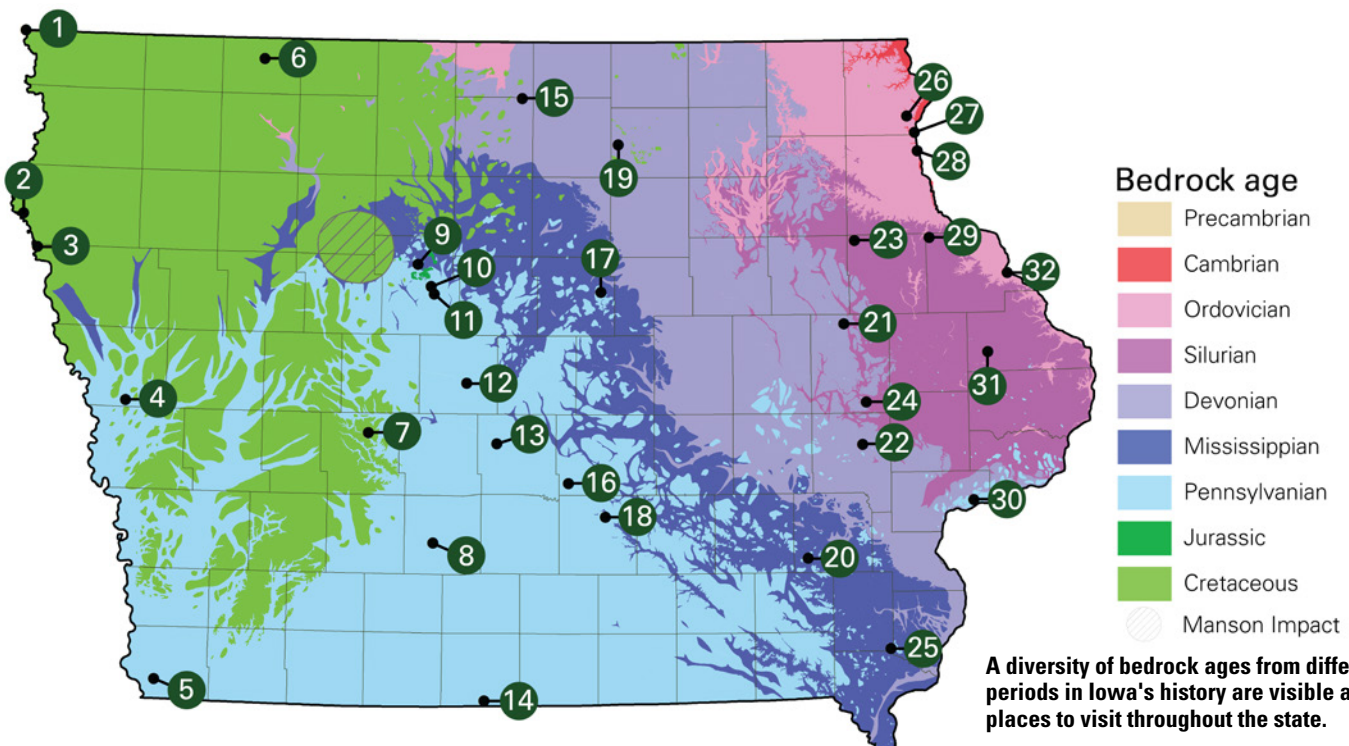 1
6
15
26
27
28
19
2
3
9
10
11
17
23
29
32
21
31
4
12
24
7
13
22
16
30
18
8
20
25
5
14
Bedrock age
Precambrian
Cambrian
Ordovician
Silurian
Devonian
Mississippian
Pennsylvanian
Jurassic
Cretaceous
Manson Impact
A diversity of bedrock ages from diffe
periods in Iowa's history are visible a
places to visit throughout the state.